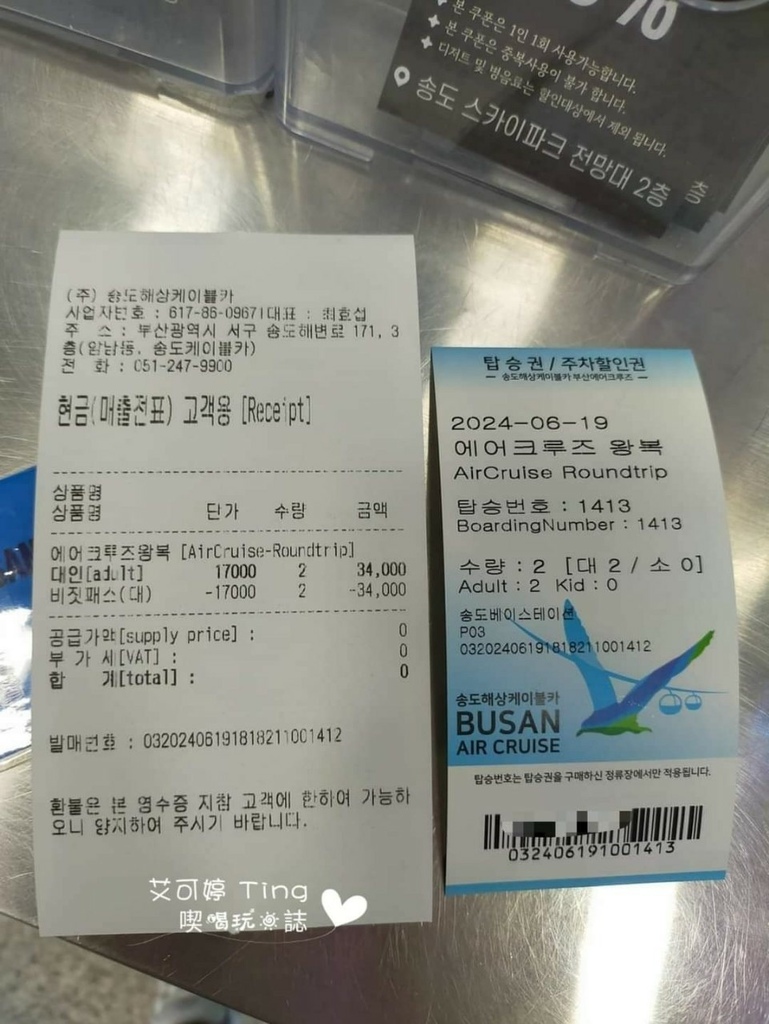 0%
본 쿠폰은 1인 1회 사용가능합니다.
본 쿠폰은 중복사용이 불가 합니다.
디저트 및 병음료는 할인대상에서 제외 됩니다.
송도 스카이파크 전망대 2층
층
(주) 송도해상케이블카
사업자번호 : 617-86-09671대표 : 최효섭
주 소 : 부산광역시 서구 송도해변로 171, 3
층(암남동, 송도케이블카)
전 화 : 051-247-9900
현금(매출전표) 고객용 [Receipt]
상품명
상품명 단가 수량 금액
에어크루즈왕복 [AirCruise-Roundtrip]
대인[adult] 17000 2 34,000
비짓패스(대) -17000 2 -34,000
공급가액[supply price] : 0
부 가 세[VAT] : 0
합 계[total] : 0
발매번호 : 03202406191818211001412
환불은 본 영수증 지참 고객에 한하여 가능하
오니 양지하여 주시기 바랍니다.
탑승권 / 주차할인권
송도해상케이블카 부산에어크루즈
2024-06-19
에어크루즈 왕복
AirCruise Roundtrip
탑승번호 : 1413
BoardingNumber : 1413
수량 : 2 [대 2 / 소 0]
Adult : 2 Kid : 0
송도베이스테이션
P03
03202406191818211001412
송도해상케이블카
BUSAN
AIR CRUISE
탑승번호는 탑승권을 구매하신 정류장에서만 적용됩니다.
032406191001413
艾可婷 Ting
喫喝玩樂誌